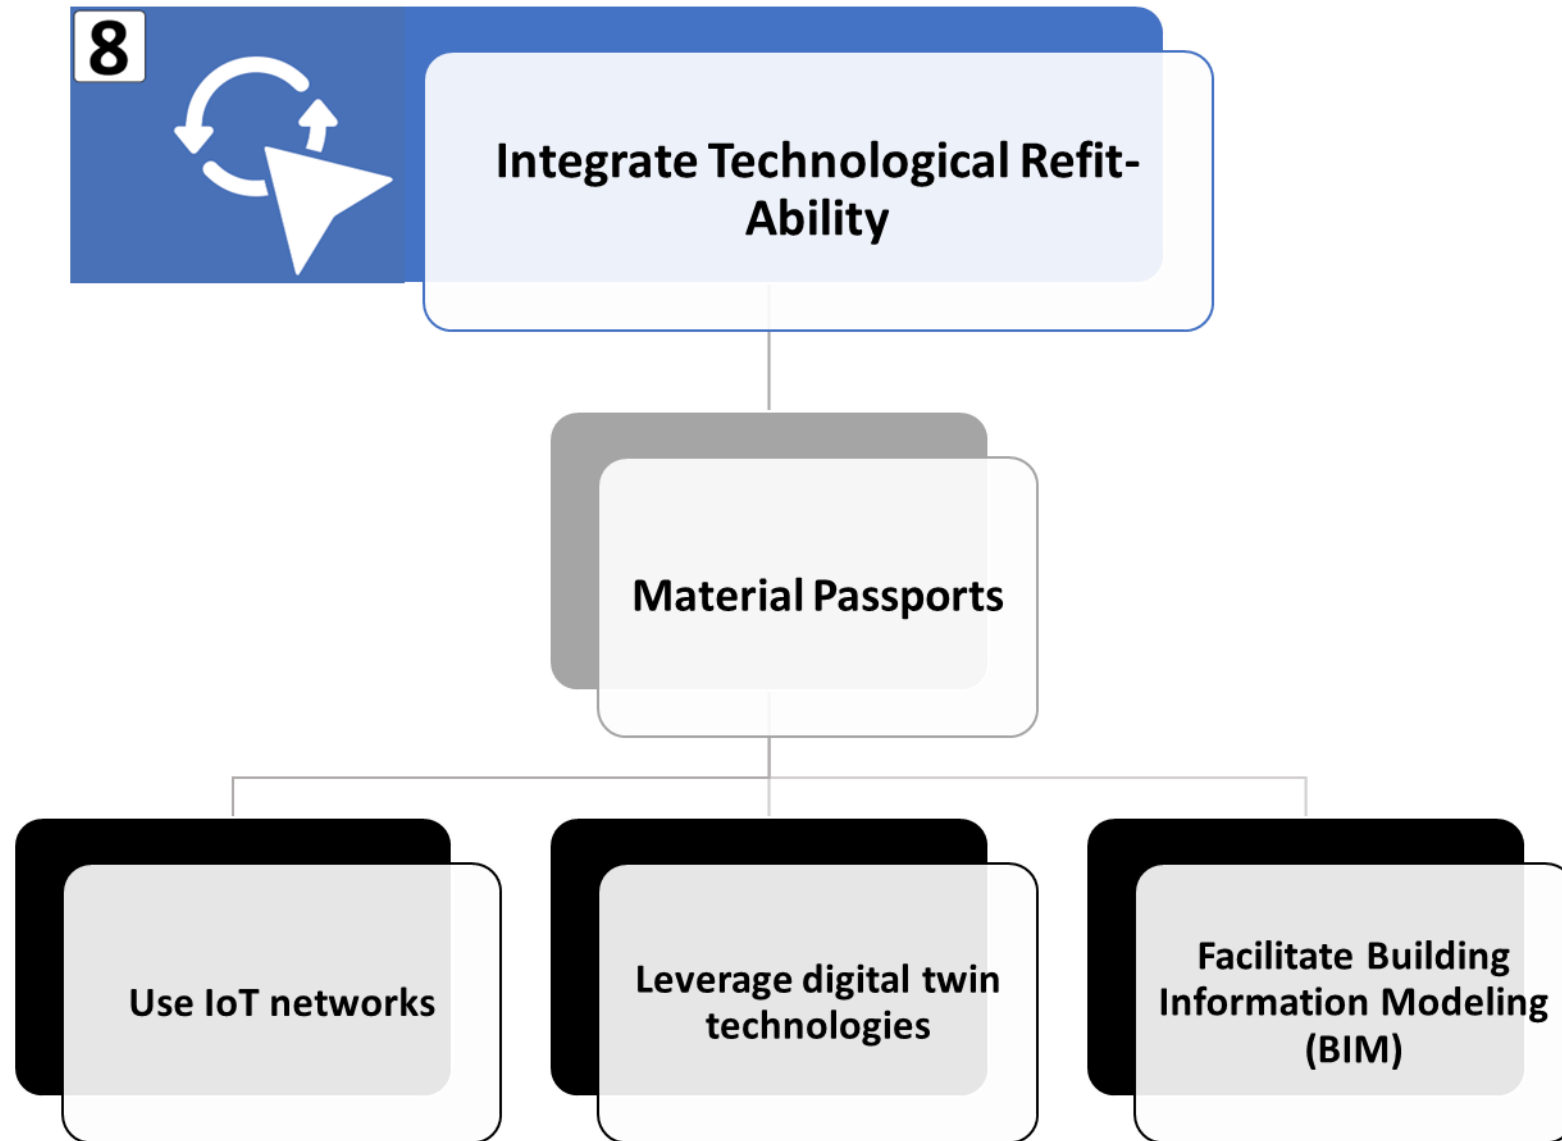 8
Integrate Technological Refit-
Ability
Material Passports
Use IoT networks
Leverage digital twin
technologies
Facilitate Building
Information Modeling
(BIM)